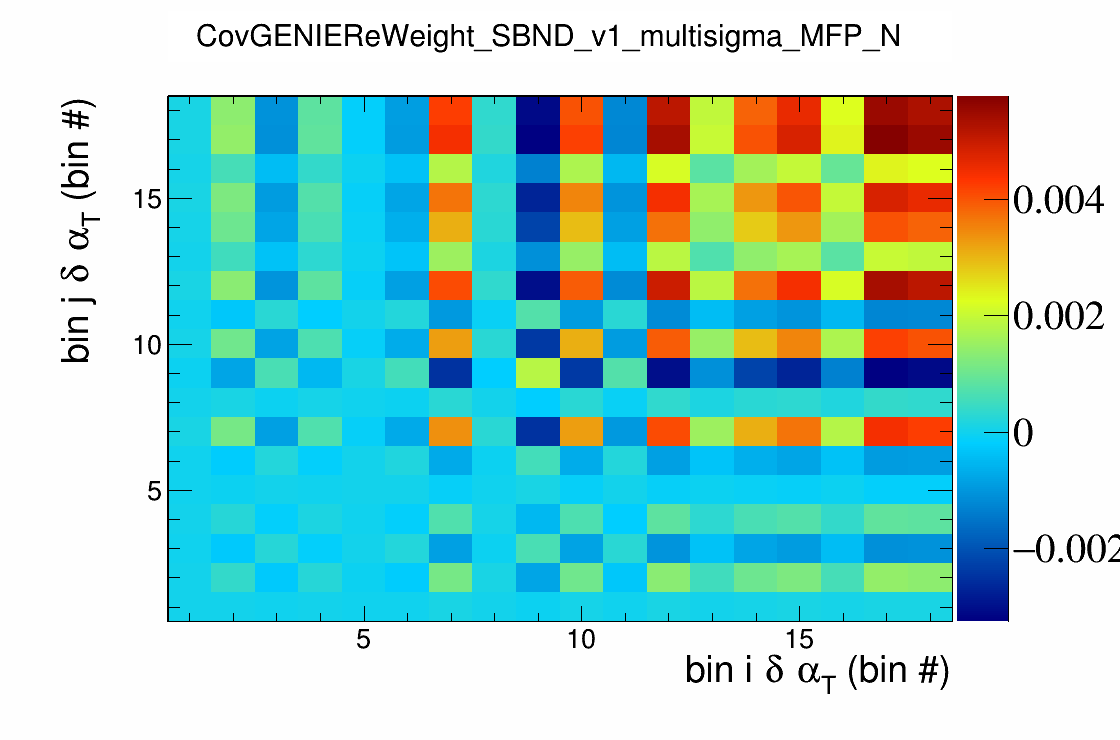 CovGENIEReWeight_SBND_v1_multisigma_MFP_N
bin j δ α_T (bin #)
15
10
5
5 10 15
bin i δ α_T (bin #)
0.004
0.002
0
−0.002